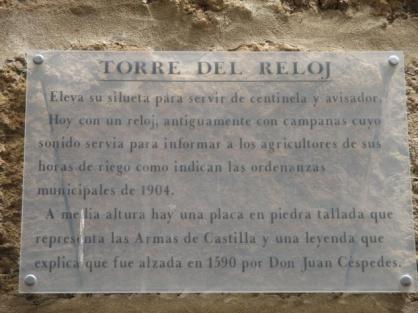 TORRE DEL RELOJ
Eleva su silueta para servir de centinela y avisador.
Hoy con un reloj, antiguamente con campanas cuyo
sonido servia para informar a los agricultores de sus
horas de riego como indican las ordenanzas
municipales de 1904.
A media altura hay una placa en piedra tallada que
representa las Armas de Castilla y una leyenda que
explica que fue alzada en 1590 por Don Juan Cespedes.